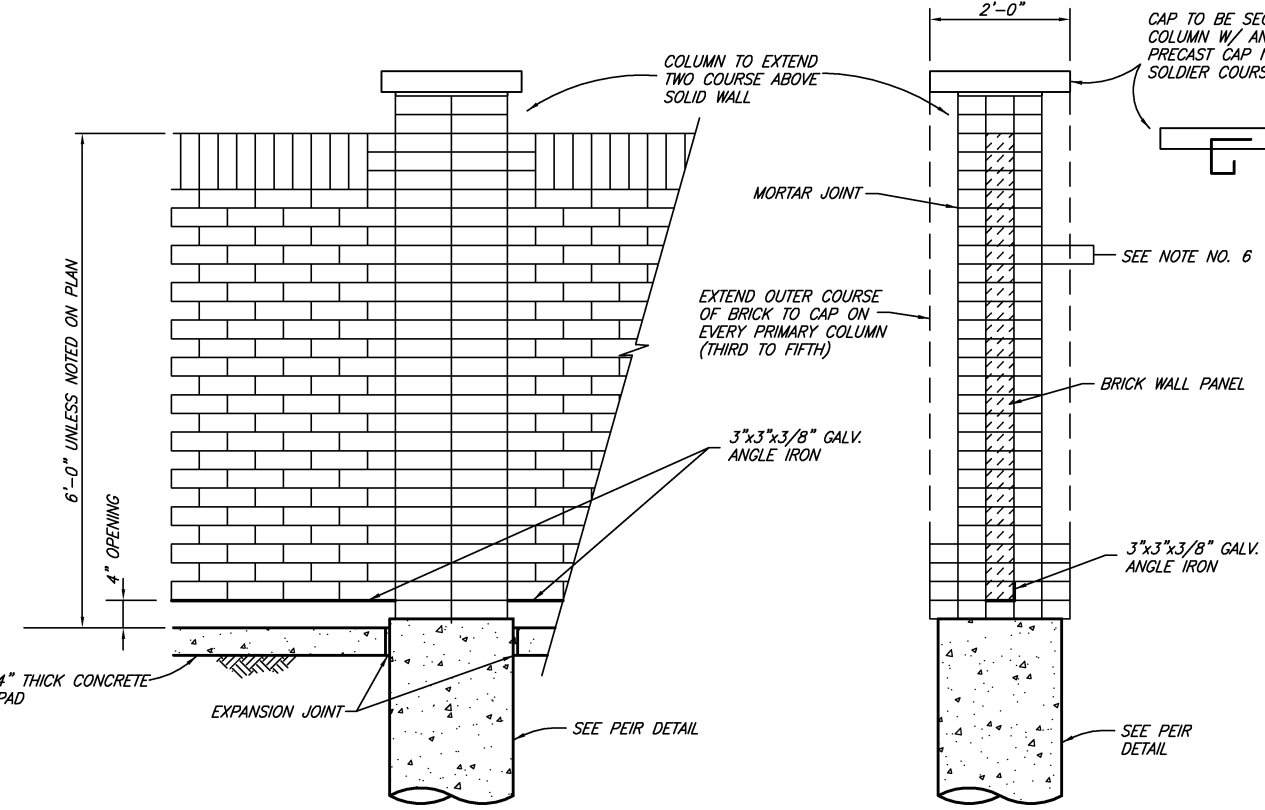 2'-0"
CAP TO BE
COLUMN W/
PRECAST CAP
SOLDIER
COLUMN TO EXTEND
TWO COURSE ABOVE
SOLID WALL
MORTAR JOINT
SEE NOTE NO. 6
6'-0" UNLESS NOTED ON PLAN
EXTEND OUTER COURSE
OF BRICK TO CAP ON
EVERY PRIMARY COLUMN
(THIRD TO FIFTH)
BRICK WALL PANEL
3"x3"x3/8" GALV.
ANGLE IRON
4" OPENING
3"x3"x3/8" GALV.
ANGLE IRON
4" THICK CONCRETE
PAD
EXPANSION JOINT
SEE PEIR DETAIL
SEE PEIR
DETAIL